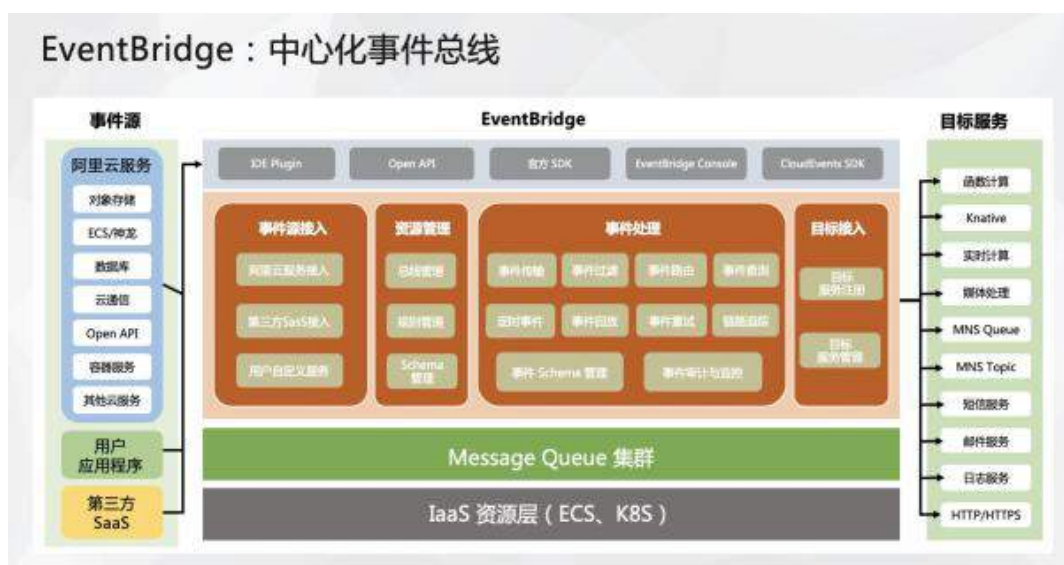 EventBridge：中心化事件总线
事件源
EventBridge
目标服务
阿里云服务
对象存储
ECS/神龙
数据库
云通信
Open API
容器服务
其他云服务
用户
应用程序
第三方
SaaS
IDE Plugin
Open API
官方 SDK
EventBridge Console
CloudEvents SDK
事件源接入
阿里云服务接入
第三方SaaS接入
用户自定义服务
资源管理
总线管理
规则管理
Schema
管理
事件处理
事件传输
事件过滤
事件路由
事件查询
定时事件
事件回放
事件重试
链路追踪
事件 Schema 管理
事件审计与监控
目标接入
目标
服务注册
目标
服务管理
Message Queue 集群
IaaS 资源层（ECS、K8S）
函数计算
Knative
实时计算
媒体处理
MNS Queue
MNS Topic
短信服务
邮件服务
日志服务
HTTP/HTTPS